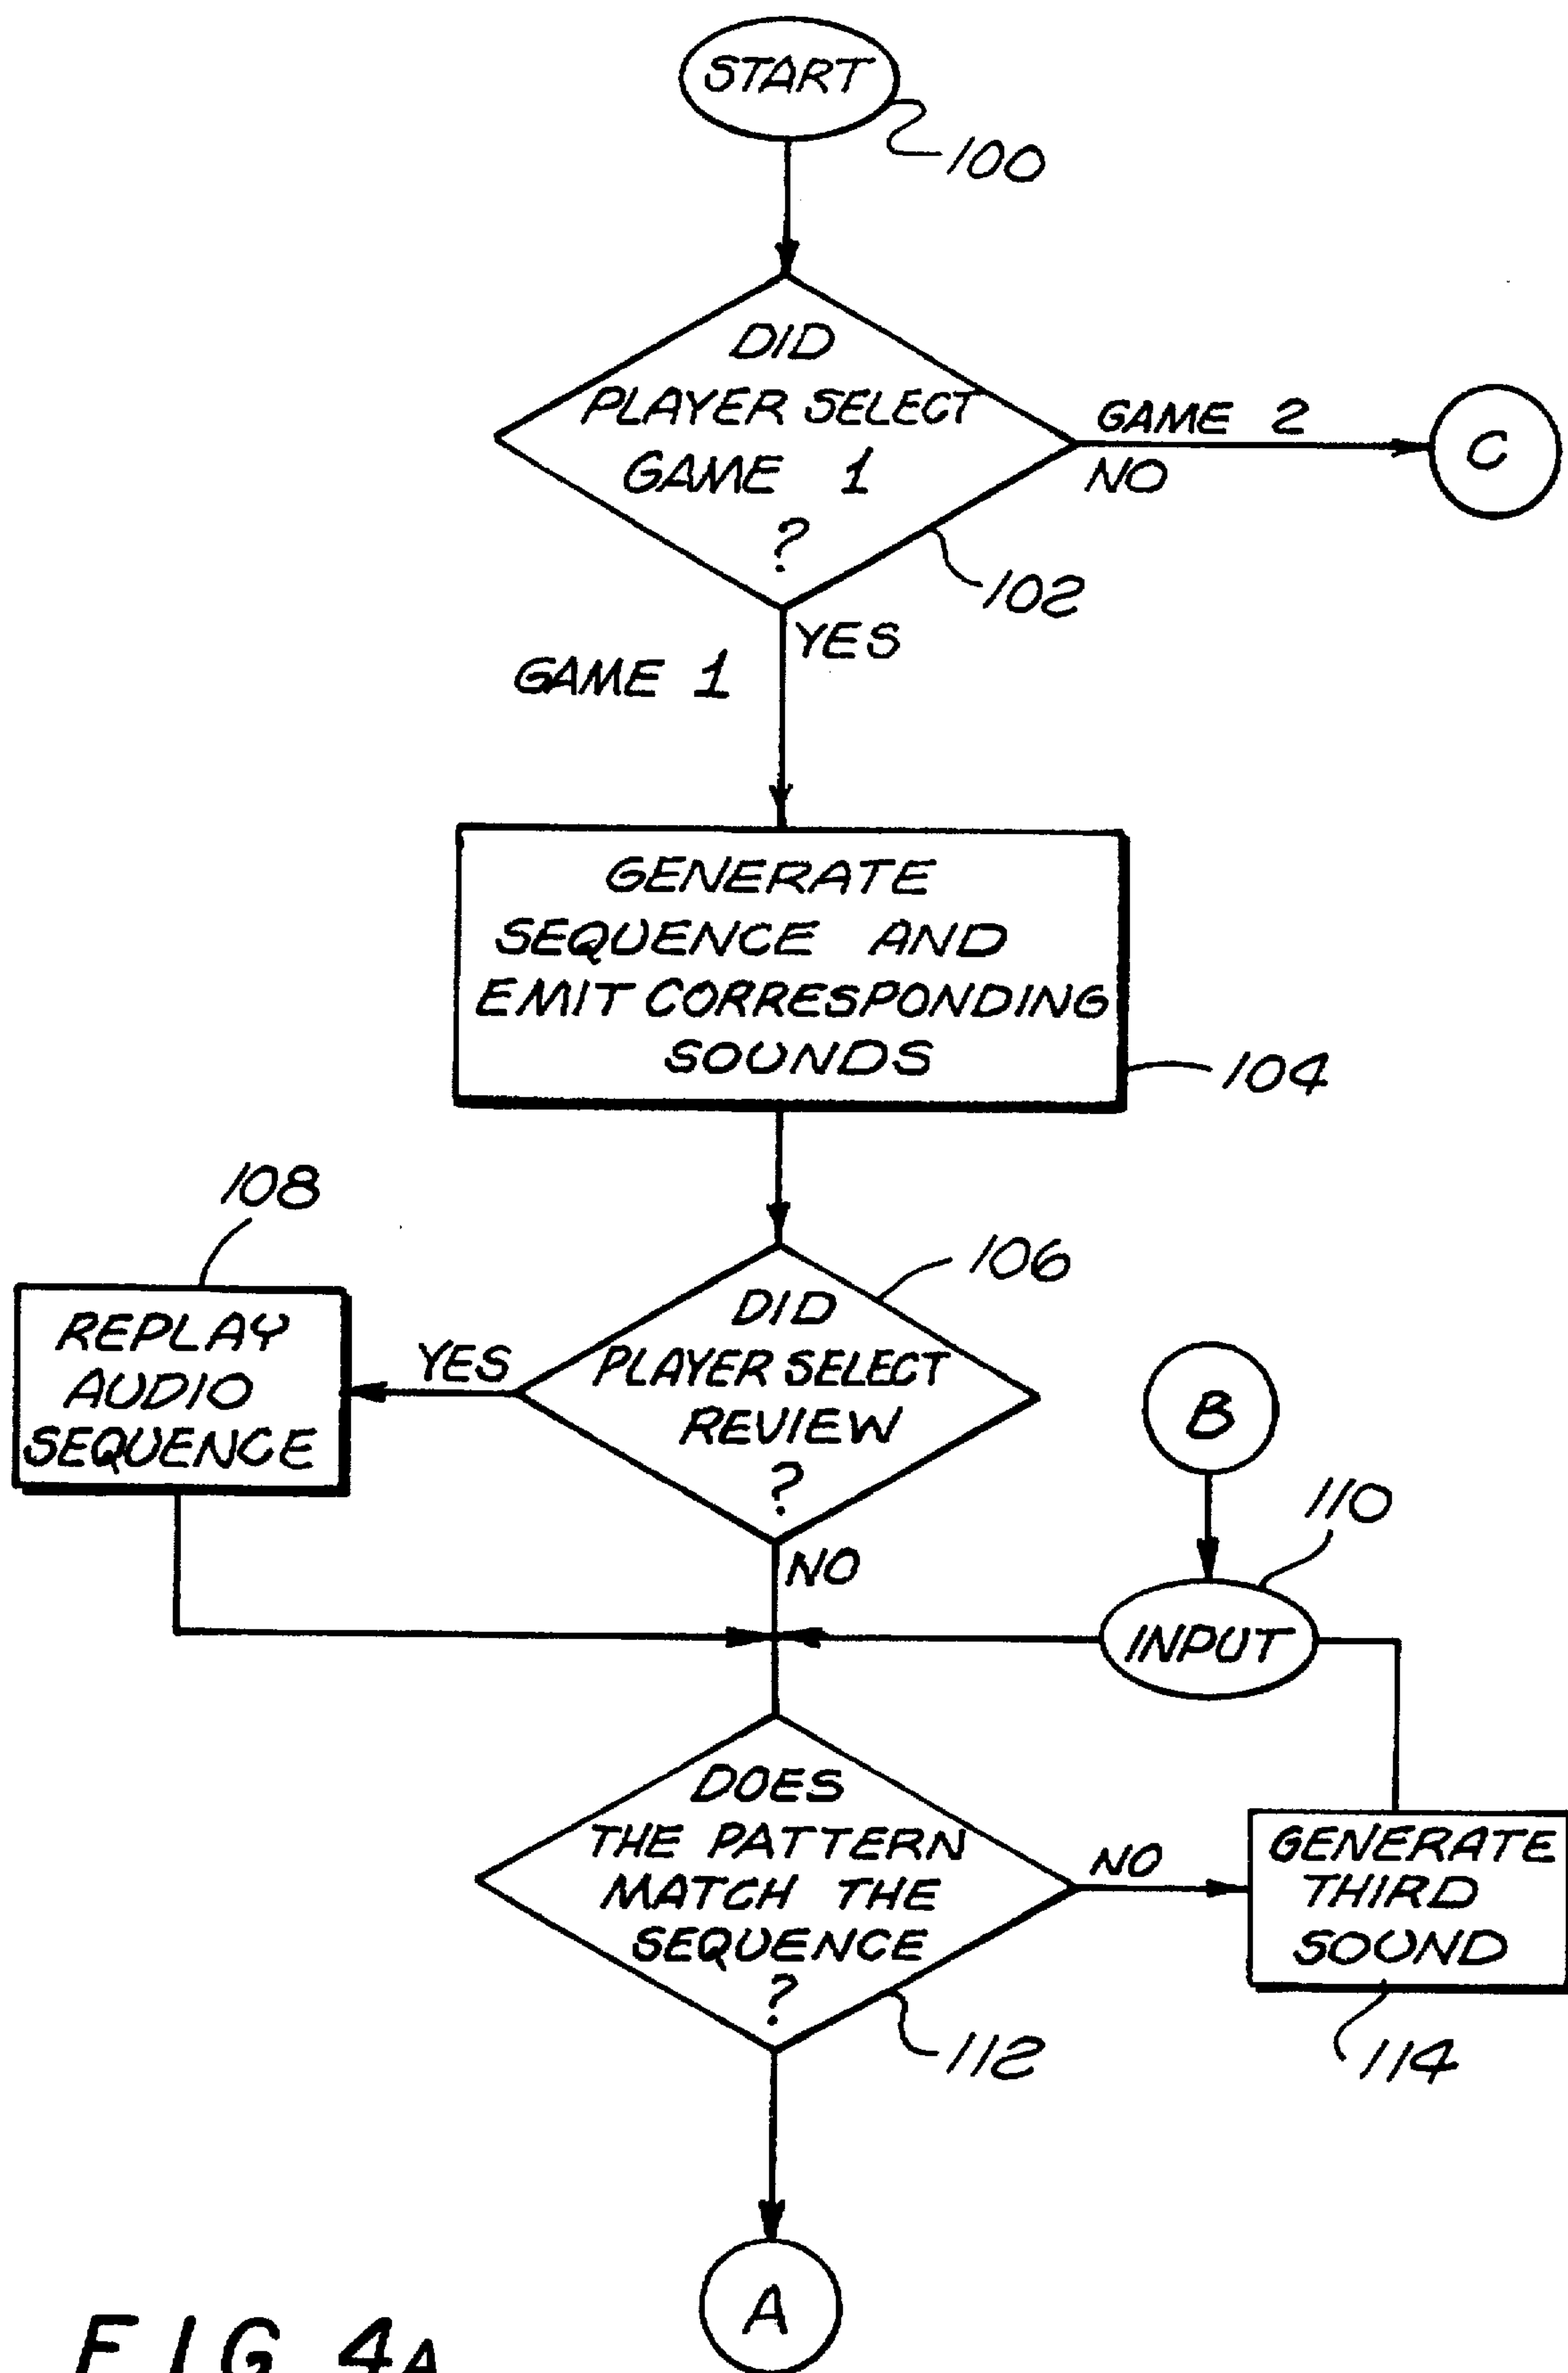 START
100
DID
PLAYER SELECT
GAME 1
?
GAME 2
NO
C
102
YES
GAME 1
GENERATE
SEQUENCE AND
EMIT CORRESPONDING
SOUNDS
104
108
106
REPLAY
AUDIO
SEQUENCE
YES
DID
PLAYER SELECT
REVIEW
?
B
110
NO
INPUT
DOES
THE PATTERN
MATCH THE
SEQUENCE
?
NO
GENERATE
THIRD
SOUND
112
114
A
FIG 4A